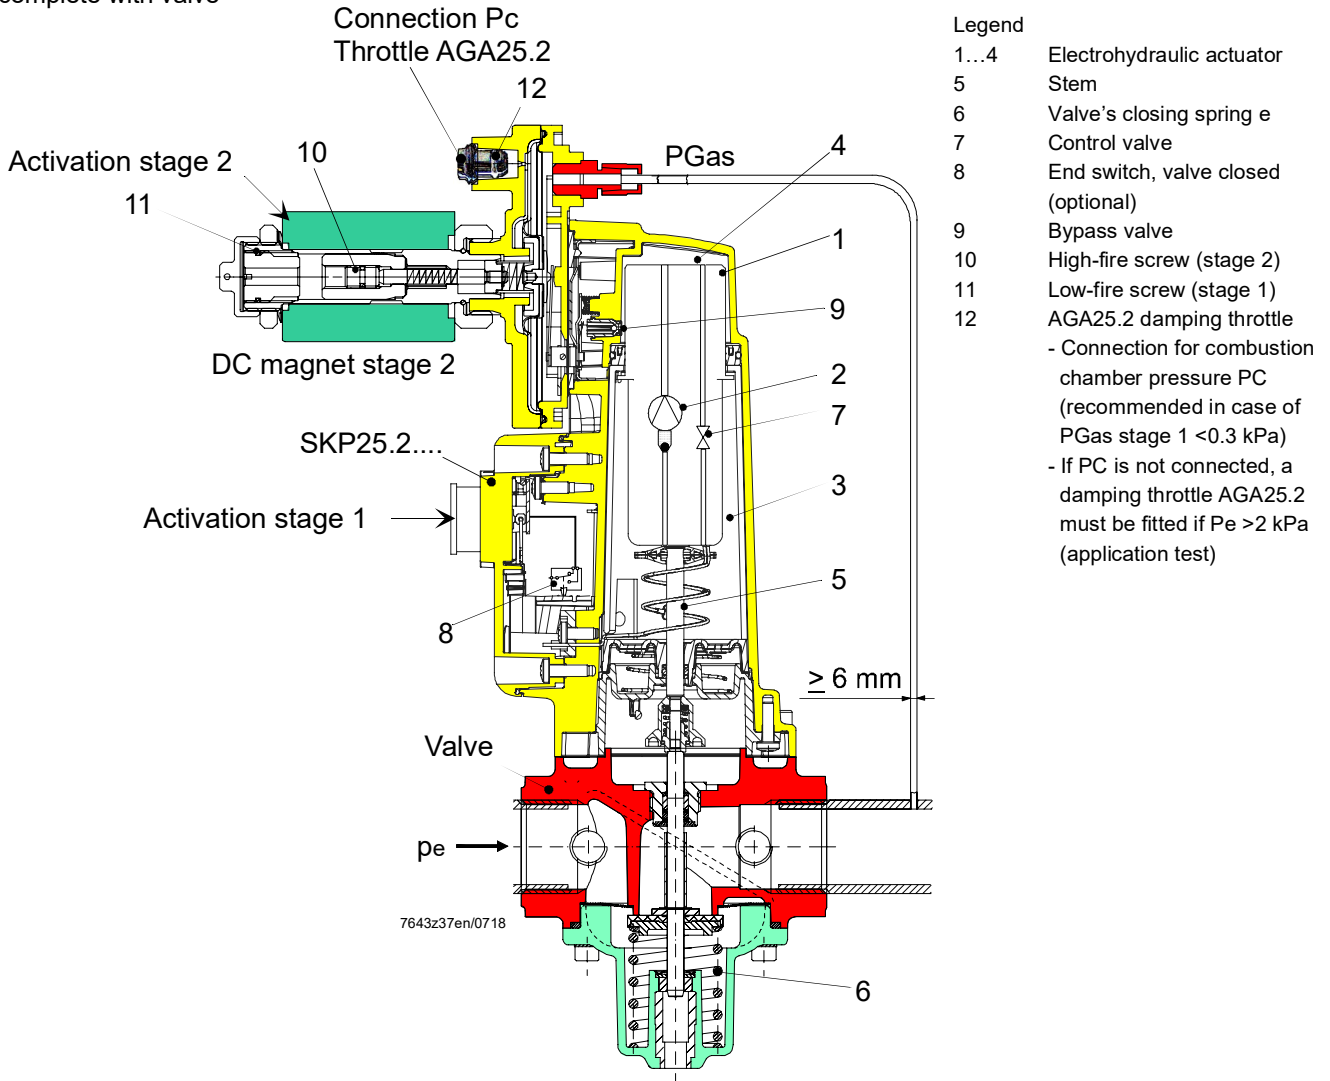 complete with valve
Connection Pc
Throttle AGA25.2
12
PGas
4
Activation stage 2
10
11
1
9
DC magnet stage 2
2
7
SKP25.2....
3
Activation stage 1
5
8
≥ 6 mm
Valve
pe
7643z37en/0718
6
Legend
1…4 Electrohydraulic actuator
5 Stem
6 Valve’s closing spring e
7 Control valve
8 End switch, valve closed
(optional)
9 Bypass valve
10 High-fire screw (stage 2)
11 Low-fire screw (stage 1)
12 AGA25.2 damping throttle
- Connection for combustion
chamber pressure PC
(recommended in case of
PGas stage 1 <0.3 kPa)
- If PC is not connected, a
damping throttle AGA25.2
must be fitted if Pe >2 kPa
(application test)